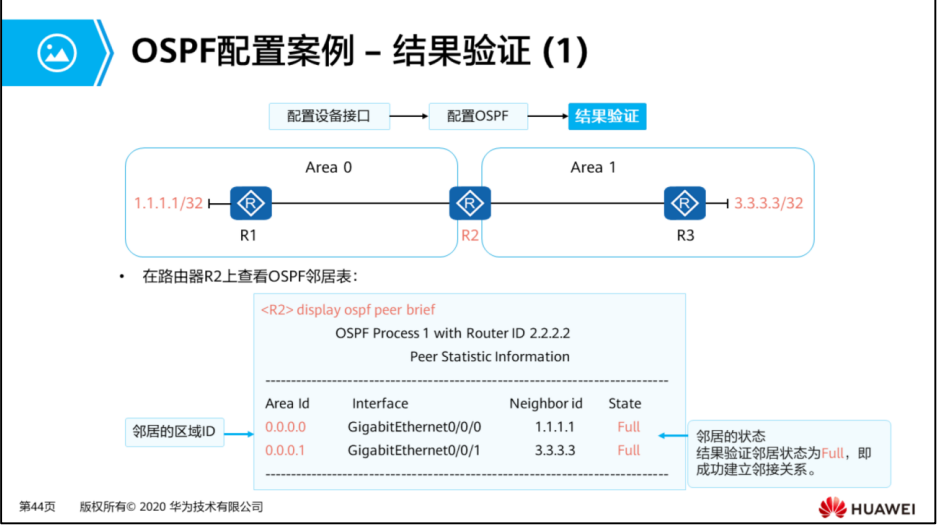 OSPF配置案例 – 结果验证 (1)
配置设备接口
配置OSPF
结果验证
Area 0
Area 1
1.1.1.1/32
3.3.3.3/32
R
R
R
R1
R2
R3
• 在路由器R2上查看OSPF邻居表：
<R2> display ospf peer brief
OSPF Process 1 with Router ID 2.2.2.2
Peer Statistic Information
----------------------------------------------------------------------------
Area Id Interface Neighbor id State
0.0.0.0 GigabitEthernet0/0/0 1.1.1.1 Full
0.0.0.1 GigabitEthernet0/0/1 3.3.3.3 Full
----------------------------------------------------------------------------
邻居的区域ID
邻居的状态
结果验证邻居状态为Full，即
成功建立邻接关系。
第44页 版权所有© 2020 华为技术有限公司
HUAWEI